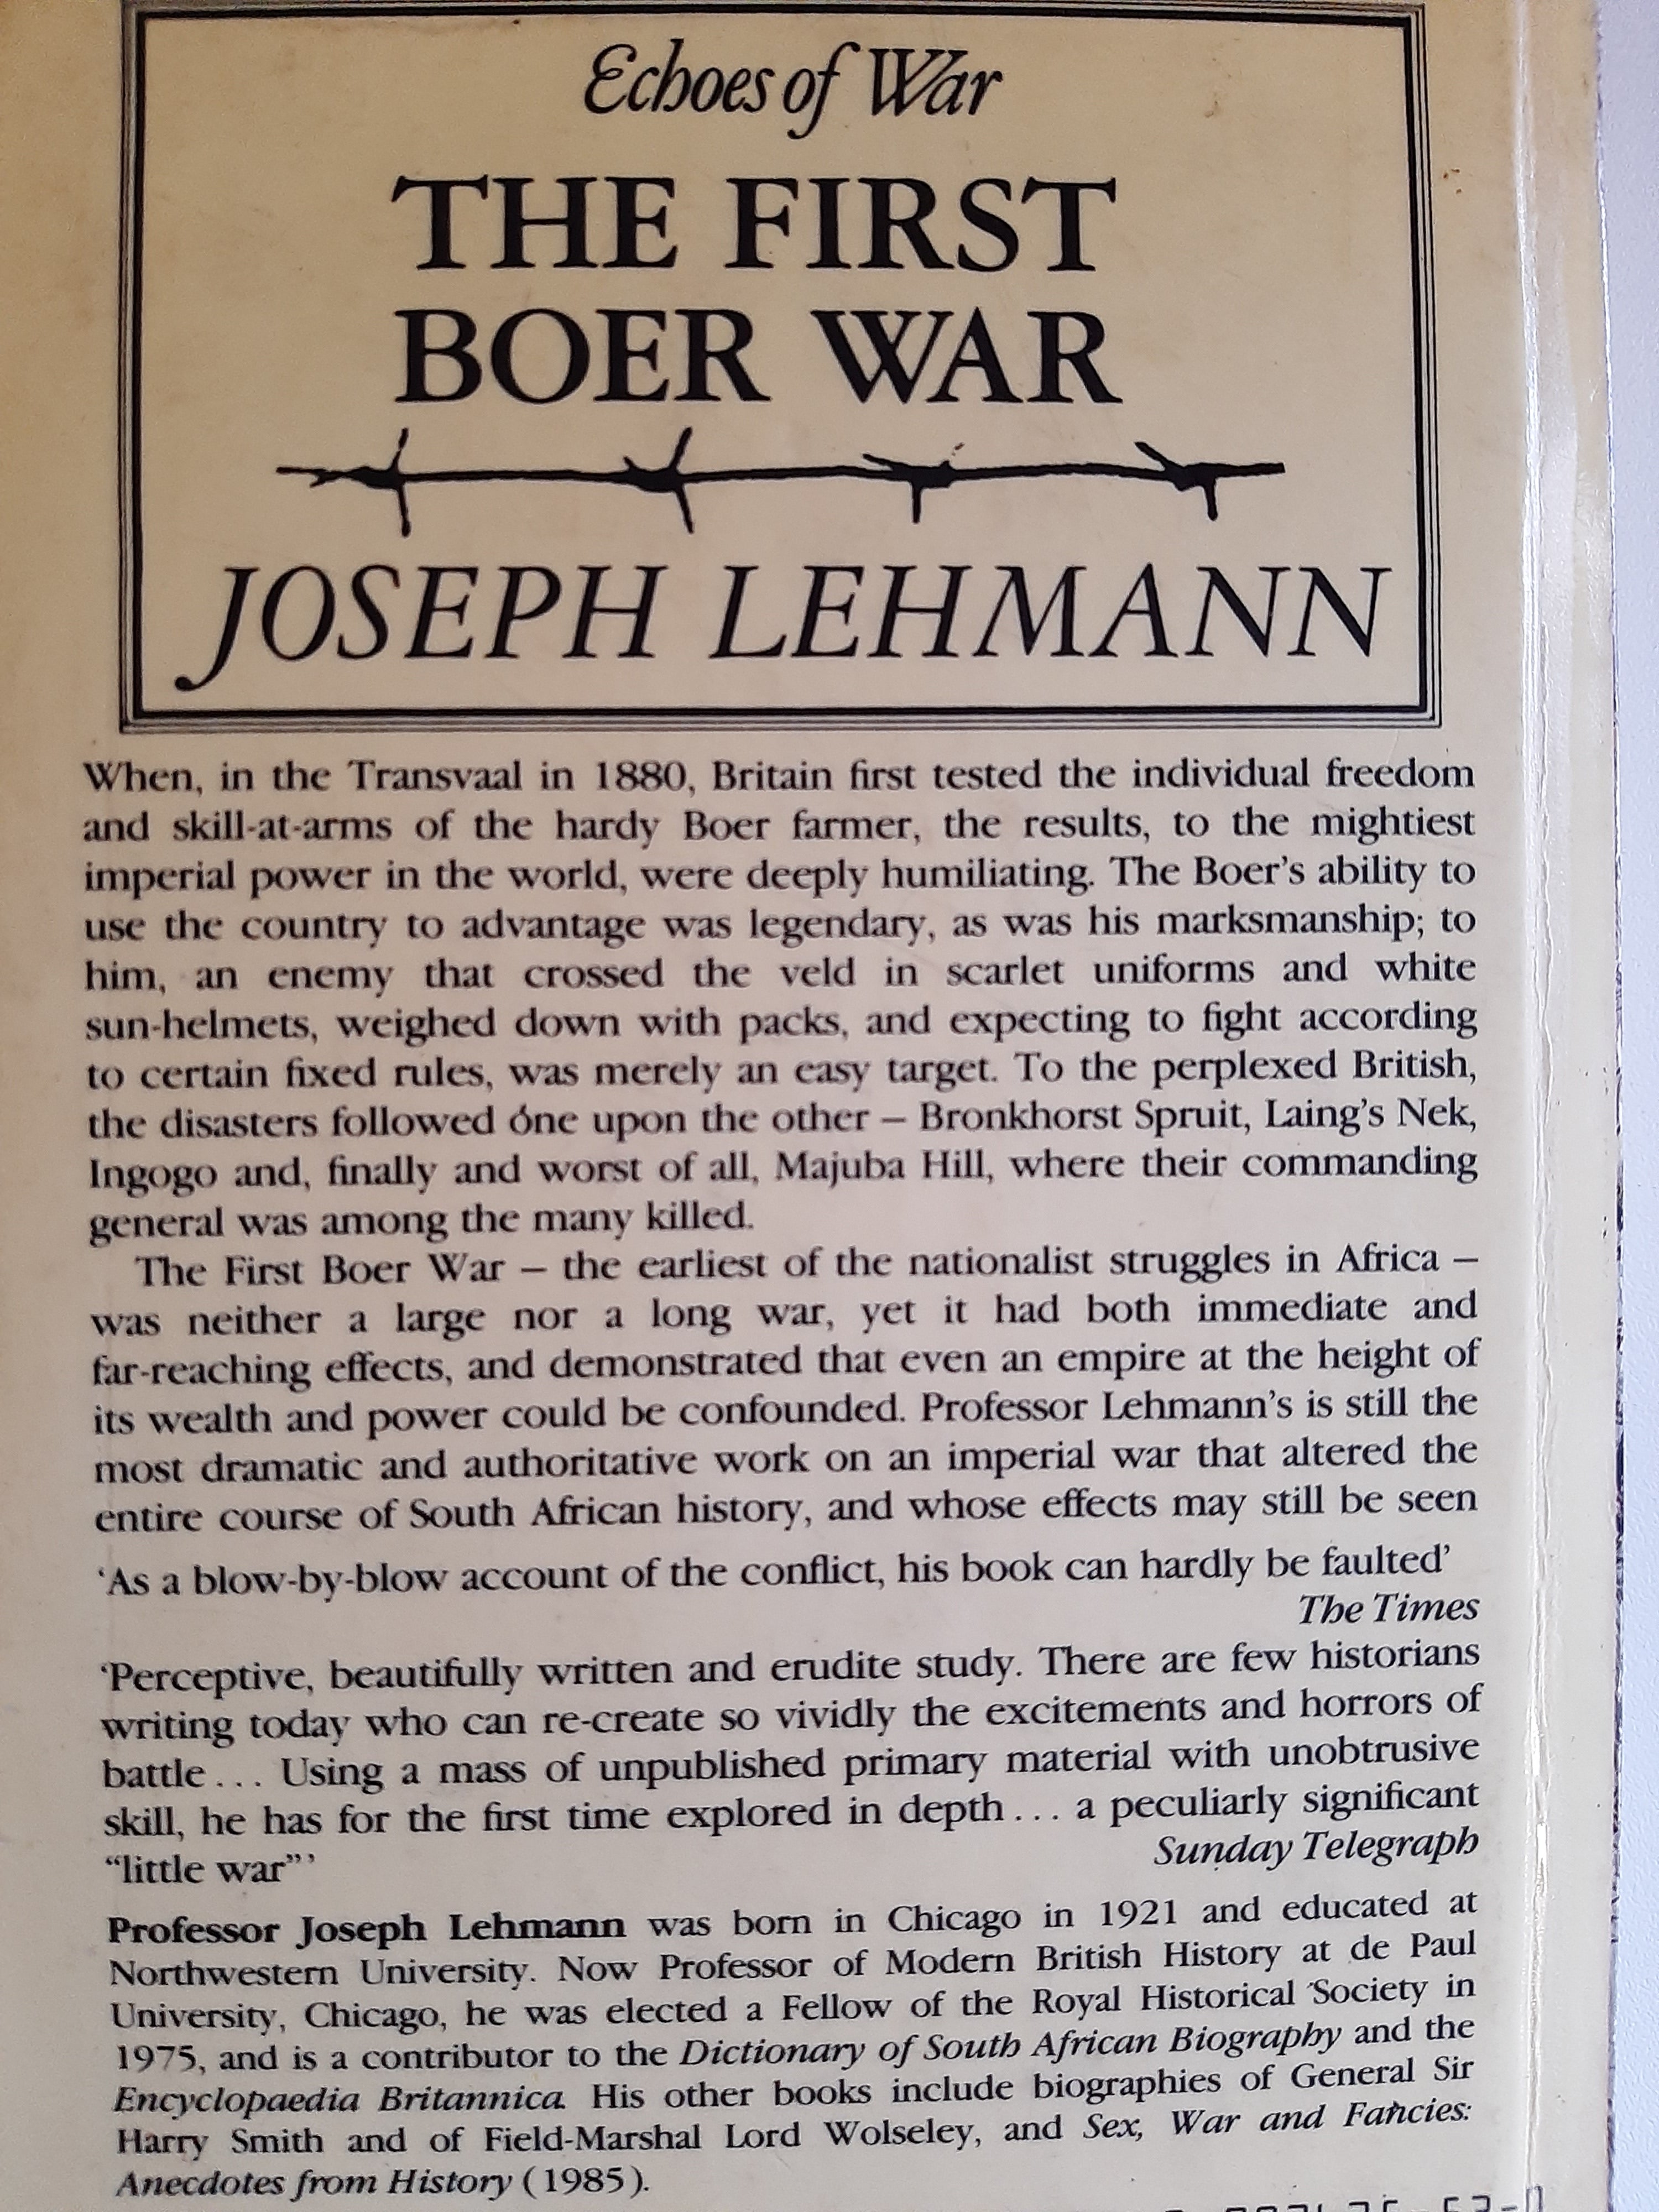 Echoes of War
THE FIRST
BOER WAR
JOSEPH LEHMANN
When, in the Transvaal in 1880, Britain first tested the individual freedom
and skill-at-arms of the hardy Boer farmer, the results, to the mightiest
imperial power in the world, were deeply humiliating. The Boer's ability to
use the country to advantage was legendary, as was his marksmanship; to
him, an enemy that crossed the veld in scarlet uniforms and white
sun-helmets, weighed down with packs, and expecting to fight according
to certain fixed rules, was merely an easy target. To the perplexed British,
the disasters followed one upon the other – Bronkhorst Spruit, Laing's Nek,
Ingogo and, finally and worst of all, Majuba Hill, where their commanding
general was among the many killed.
The First Boer War – the earliest of the nationalist struggles in Africa –
was neither a large nor a long war, yet it had both immediate and
far-reaching effects, and demonstrated that even an empire at the height of
its wealth and power could be confounded. Professor Lehmann's is still the
most dramatic and authoritative work on an imperial war that altered the
entire course of South African history, and whose effects may still be seen
'As a blow-by-blow account of the conflict, his book can hardly be faulted'
The Times
'Perceptive, beautifully written and erudite study. There are few historians
writing today who can re-create so vividly the excitements and horrors of
battle... Using a mass of unpublished primary material with unobtrusive
skill, he has for the first time explored in depth... a peculiarly significant
"little war"' Sunday Telegraph
Professor Joseph Lehmann was born in Chicago in 1921 and educated at
Northwestern University. Now Professor of Modern British History at de Paul
University, Chicago, he was elected a Fellow of the Royal Historical Society in
1975, and is a contributor to the Dictionary of South African Biography and the
Encyclopaedia Britannica. His other books include biographies of General Sir
Harry Smith and of Field-Marshal Lord Wolseley, and Sex, War and Fancies:
Anecdotes from History (1985).